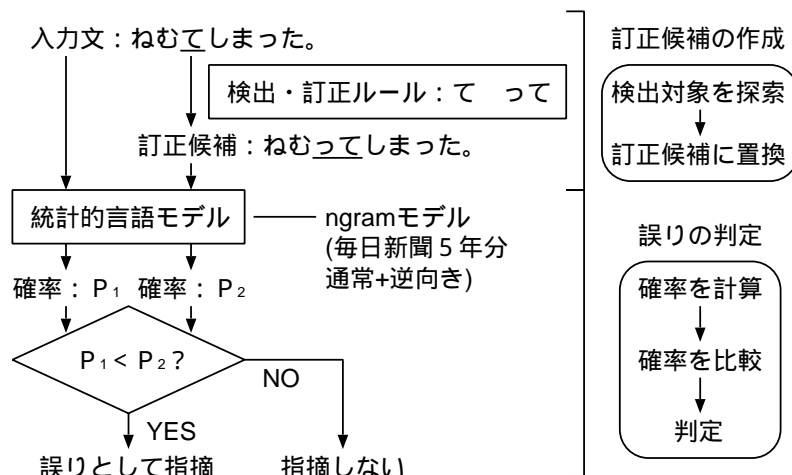 入力文：ねむてしまった。
検出・訂正ルール：て　って
訂正候補：ねむってしまった。
統計的言語モデル
ngramモデル
(毎日新聞５年分
通常+逆向き)
確率：P₁　確率：P₂
P₁ < P₂ ?
NO
YES
誤りとして指摘　指摘しない
訂正候補の作成
検出対象を探索
訂正候補に置換
誤りの判定
確率を計算
確率を比較
判定